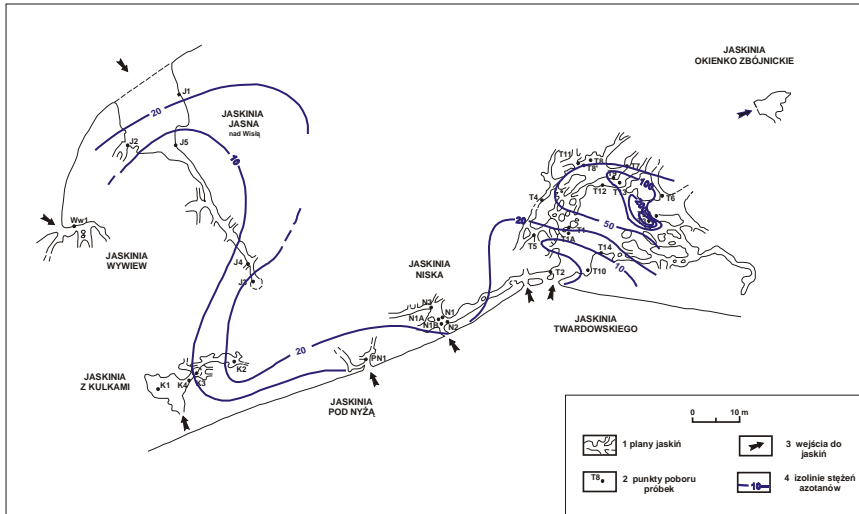 JASKINIA
OKIENKO ZBÓJNICKIE
J1
20
JASKINIA
JASNA
nad Wisłą
J2
J5
10
T11
T8
T8'
T7
T12
T13
100
T6
T4
20
50
T1
T1A
T5
T14
10
T2
T10
Ww1
JASKINIA
WYWIEW
J4
J3
JASKINIA
NISKA
N3
N1A
N1
N1B
N2
JASKINIA
TWARDOWSKIEGO
20
JASKINIA
Z KULKAMI
K1
K4
K3
K2
PN1
JASKINIA
POD NYŻĄ
0 10 m
1 plany jaskiń
3 wejścia do
jaskiń
T8
2 punkty poboru
próbek
10
4 izolinie stężeń
azotanów